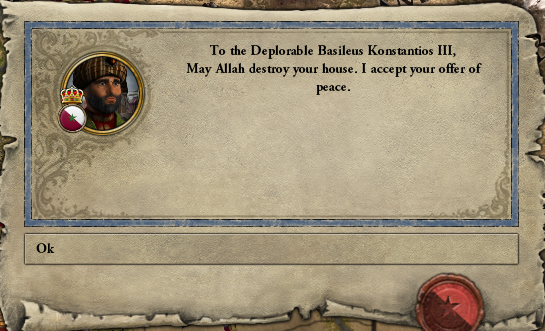 To the Deplorable Basileus Konstantios III,
May Allah destroy your house. I accept your offer of
peace.
Ok